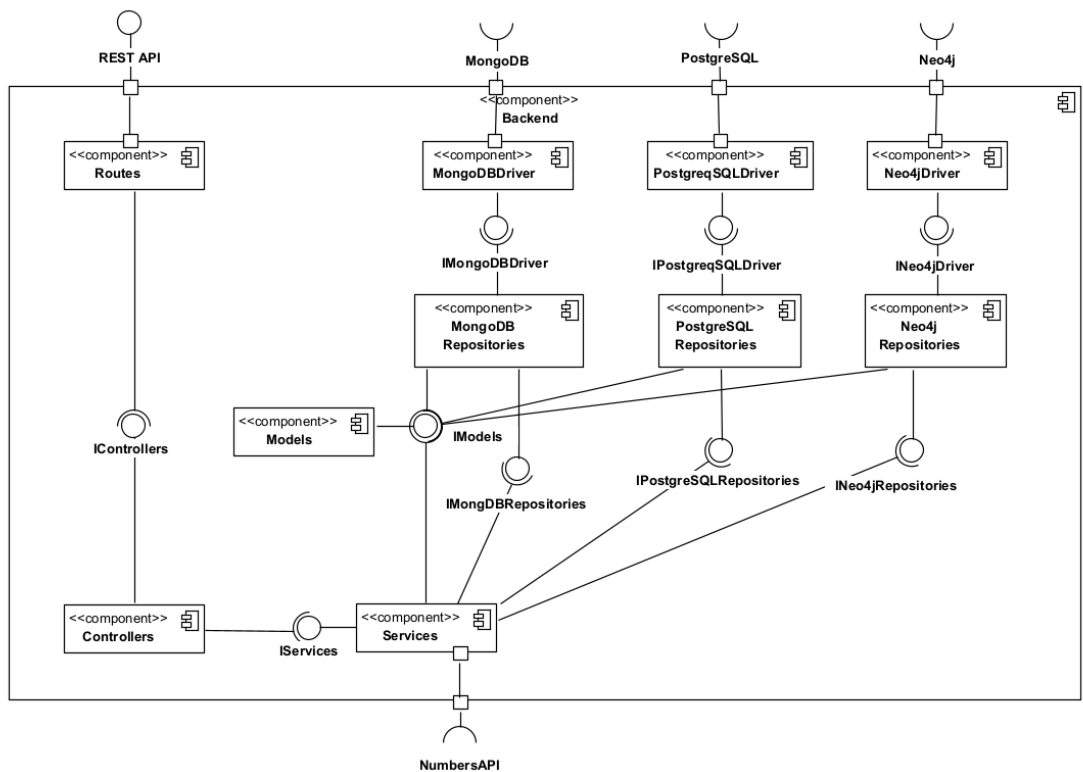 REST API
MongoDB
PostgreSQL
Neo4j
<<component>>
Backend
<<component>>
Routes
<<component>>
MongoDBDriver
<<component>>
PostgreqSQLDriver
<<component>>
Neo4jDriver
IMongoDBDriver
IPostgreqSQLDriver
INeo4jDriver
<<component>>
MongoDB
Repositories
<<component>>
PostgreSQL
Repositories
<<component>>
Neo4j
Repositories
<<component>>
Models
IModels
IControllers
IMongDBRepositories
IPostgreSQLRepositories
INeo4jRepositories
<<component>>
Controllers
IServices
<<component>>
Services
NumbersAPI